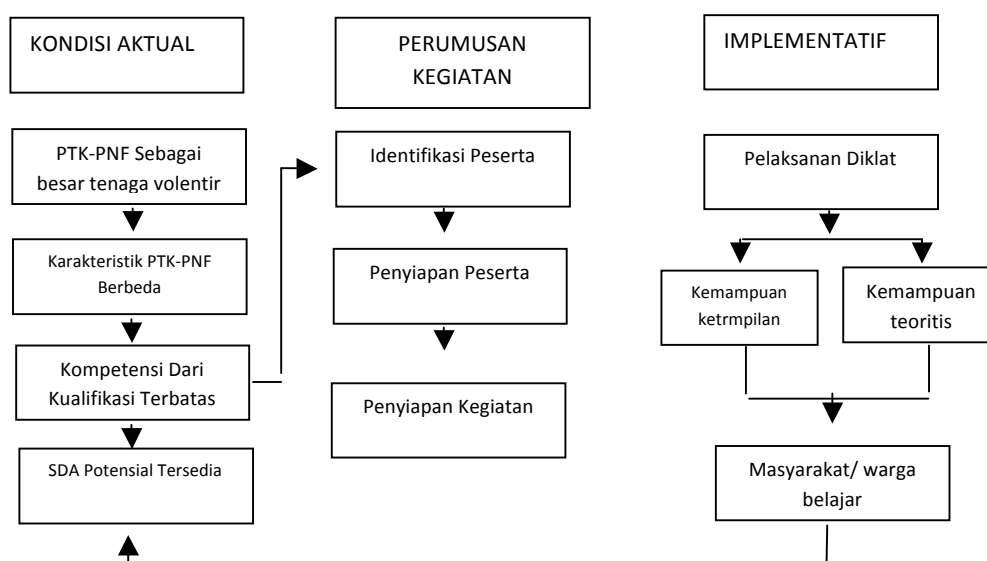 KONDISI AKTUAL
PTK-PNF Sebagai
besar tenaga volentir
Karakteristik PTK-PNF
Berbeda
Kompetensi Dari
Kualifikasi Terbatas
SDA Potensial Tersedia
PERUMUSAN
KEGIATAN
Identifikasi Peserta
Penyiapan Peserta
Penyiapan Kegiatan
IMPLEMENTATIF
Pelaksanan Diklat
Kemampuan
ketrmpilan
Kemampuan
teoritis
Masyarakat/ warga
belajar